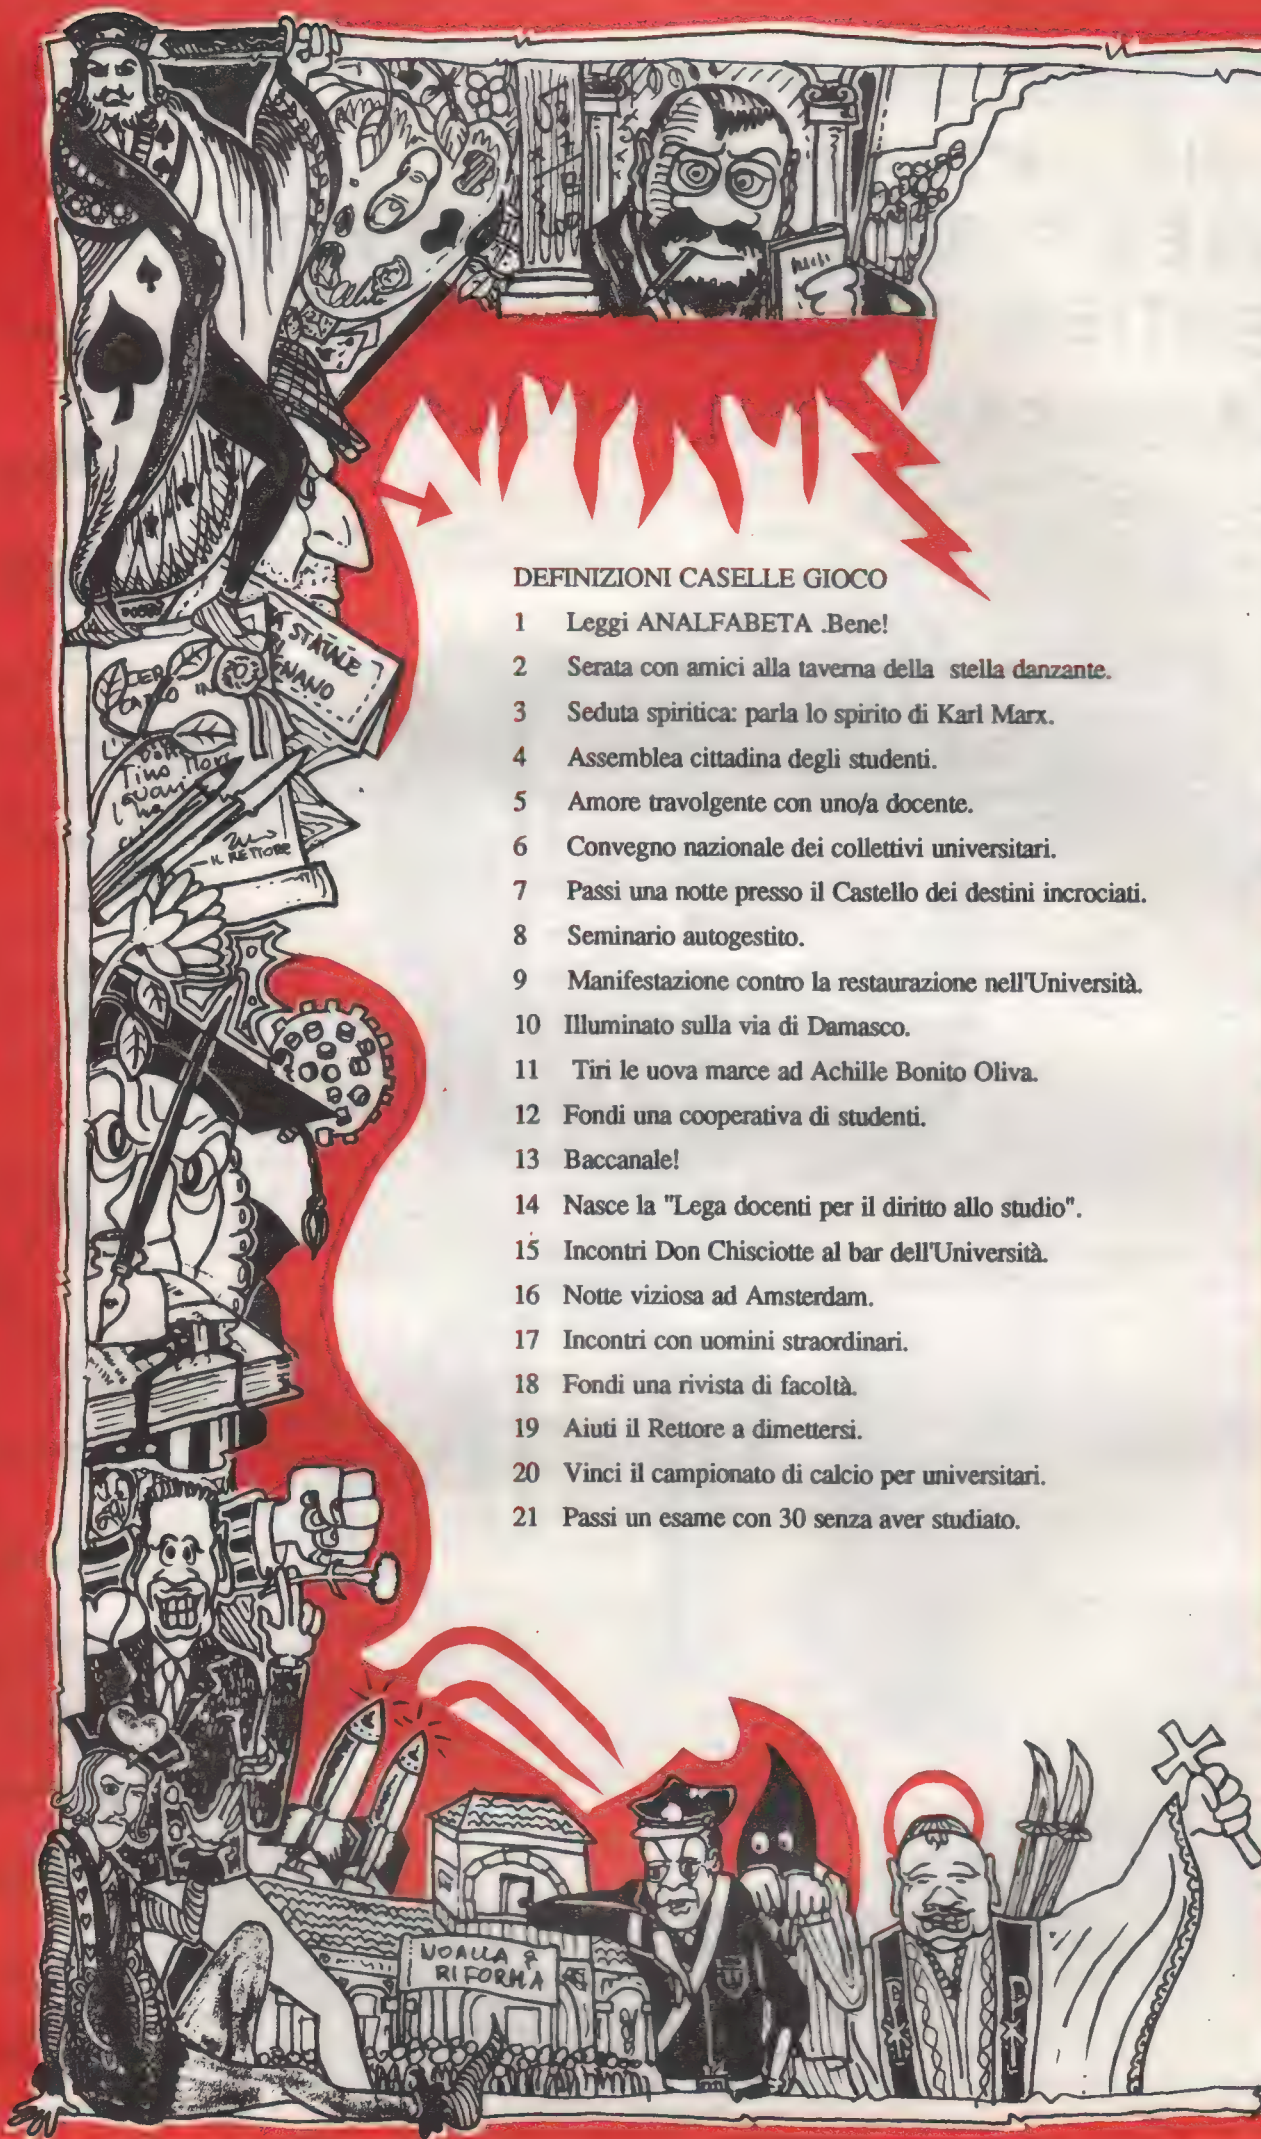 DEFINIZIONI CASELLE GIOCO
1 Leggi ANALFABETA .Bene!
2 Serata con amici alla taverna della stella danzante.
3 Seduta spiritica: parla lo spirito di Karl Marx.
4 Assemblea cittadina degli studenti.
5 Amore travolgente con uno/a docente.
6 Convegno nazionale dei collettivi universitari.
7 Passi una notte presso il Castello dei destini incrociati.
8 Seminario autogestito.
9 Manifestazione contro la restaurazione nell'Università.
10 Illuminato sulla via di Damasco.
11 Tiri le uova marce ad Achille Bonito Oliva.
12 Fondi una cooperativa di studenti.
13 Baccanale!
14 Nasce la "Lega docenti per il diritto allo studio".
15 Incontri Don Chisciotte al bar dell'Università.
16 Notte viziosa ad Amsterdam.
17 Incontri con uomini straordinari.
18 Fondi una rivista di facoltà.
19 Aiuti il Rettore a dimettersi.
20 Vinci il campionato di calcio per universitari.
21 Passi un esame con 30 senza aver studiato.
STATALE
IL RETTORE
NO ALLA
RIFORMA